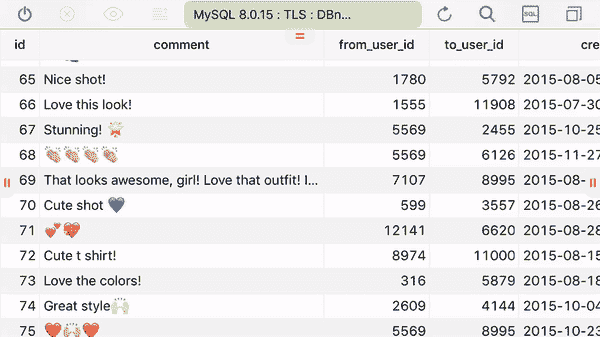 MySQL 8.0.15 : TLS : DBn...
SQL
id comment from_user_id to_user_id cre
65 Nice shot! 1780 5792 2015-08-05
66 Love this look! 1555 11908 2015-07-30
67 Stunning! 5569 2455 2015-10-25
68 👏👏👏👏 5569 6126 2015-11-27
69 That looks awesome, girl! Love that outfit! I... 7107 8995 2015-08-
70 Cute shot 🖤 599 3557 2015-08-26
71 💕💖 12141 6620 2015-08-28
72 Cute t shirt! 8974 11000 2015-08-15
73 Love the colors! 316 5879 2015-08-18
74 Great style🙌 2609 4144 2015-10-04
75 ❤️🙌❤️ 5569 8995 2015-10-23